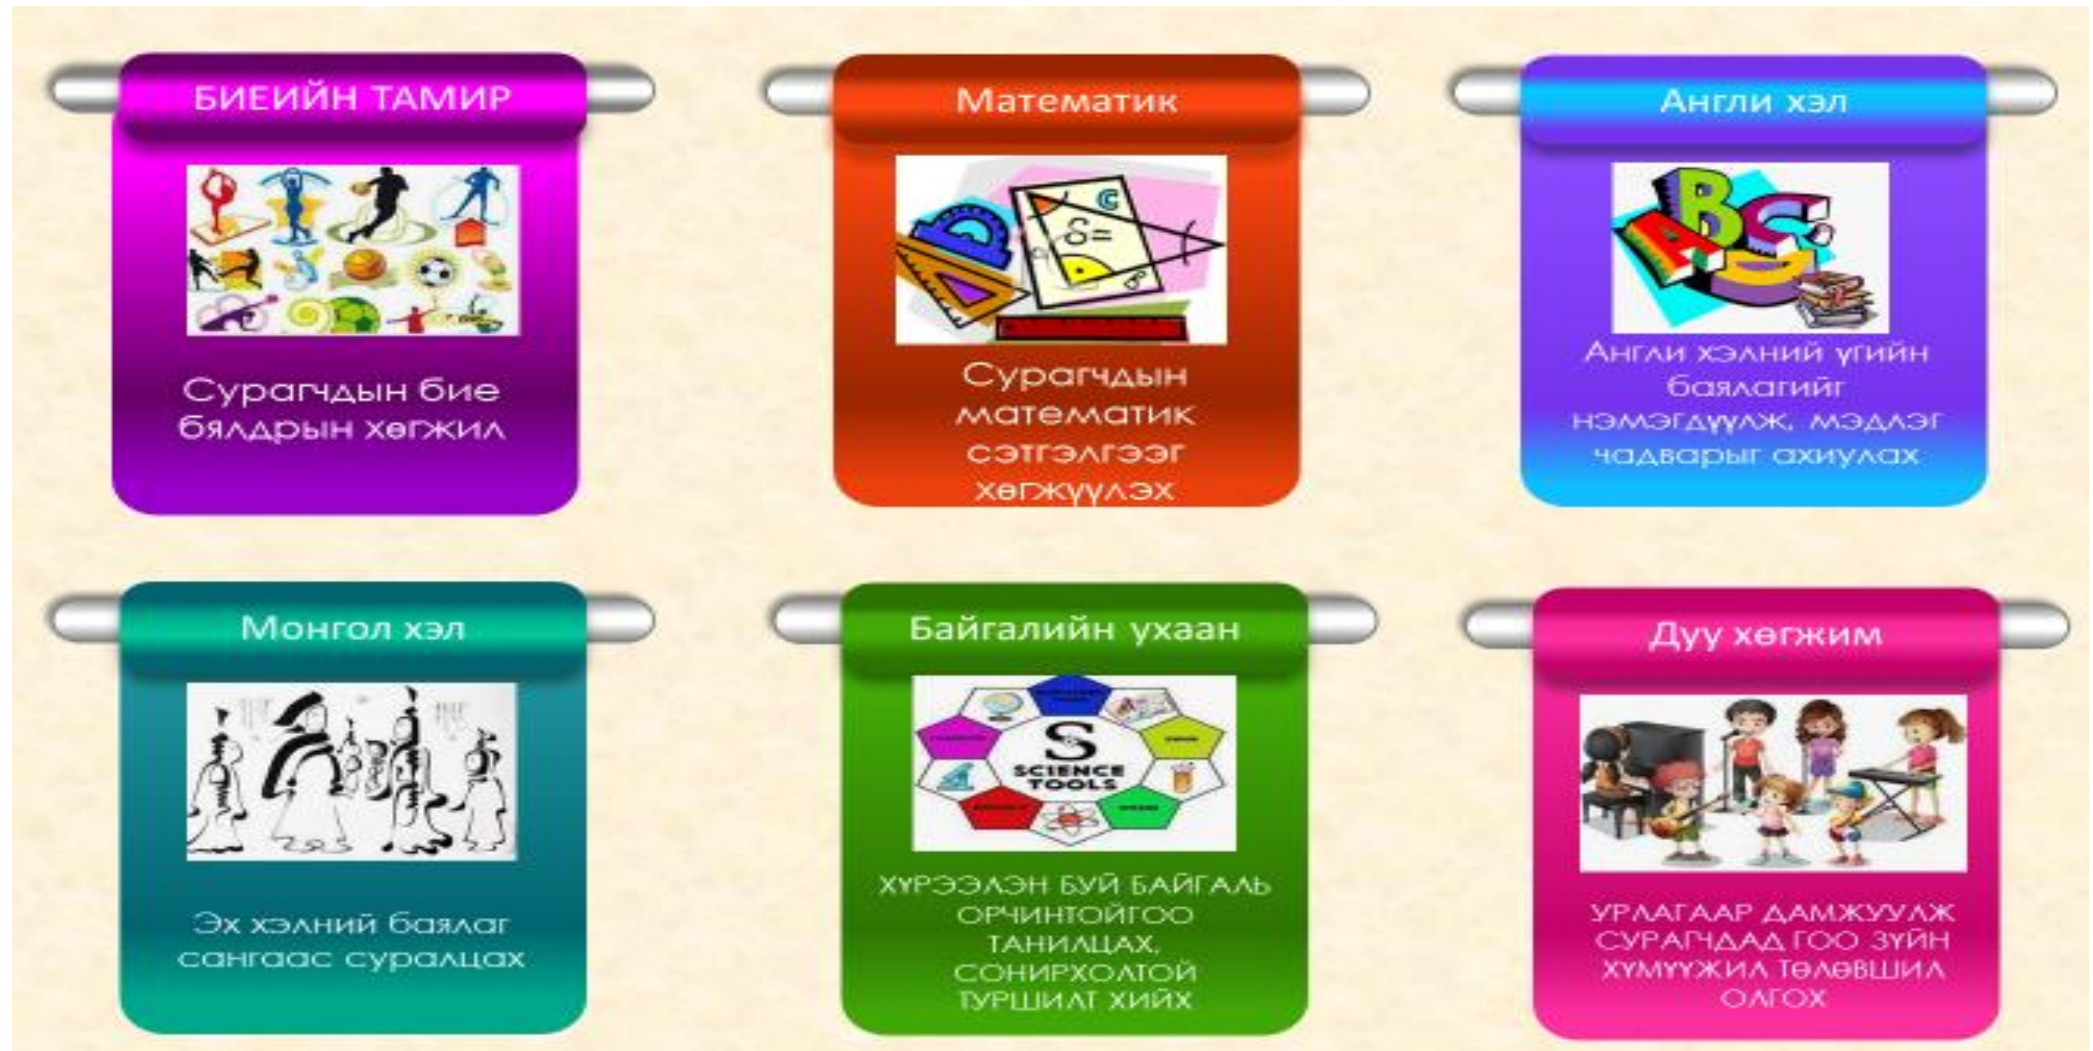 БИЕИЙН ТАМИР
Сурагчдын бие
бялдрын хөгжил
Математик
C
S=
Сурагчдын
математик
сэтгэлгээг
хөгжүүлэх
Англи хэл
A B C D
Англи хэлний үгийн
баялагийг
нэмэгдүүлж, мэдлэг
чадварыг ахиулах
Монгол хэл
Эх хэлний баялаг
сангаас суралцах
Байгалийн ухаан
S
SCIENCE
TOOLS
ХҮРЭЭЛЭН БУЙ БАЙГАЛЬ
ОРЧИНТОЙГОО
ТАНИЛЦАХ,
СОНИРХОЛТОЙ
ТУРШИЛТ ХИЙХ
Дуу хөгжим
УРЛАГААР ДАМЖУУЛЖ
СУРАГЧДАД ГОО ЗҮЙН
ХҮМҮҮЖИЛ ТӨЛӨВШИЛ
ОЛГОХ